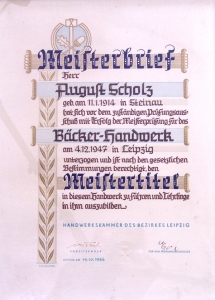 Meisterbrief
Herr
August Scholz
geb. am 11.1.1914 in Steinau
hat sich vor dem zuständigen Prüfungsaus-
schuß mit Erfolg der Meisterprüfung für das
Bäcker-Handwerk
am 4.12.1947 in Leipzig
unterzogen und ist nach den gesetzlichen
Bestimmungen berechtigt, den
Meistertitel
in diesem Handwerk zu führen und Lehrlinge
in ihm auszubilden.
HANDWERKSKAMMER DES BEZIRKES LEIPZIG